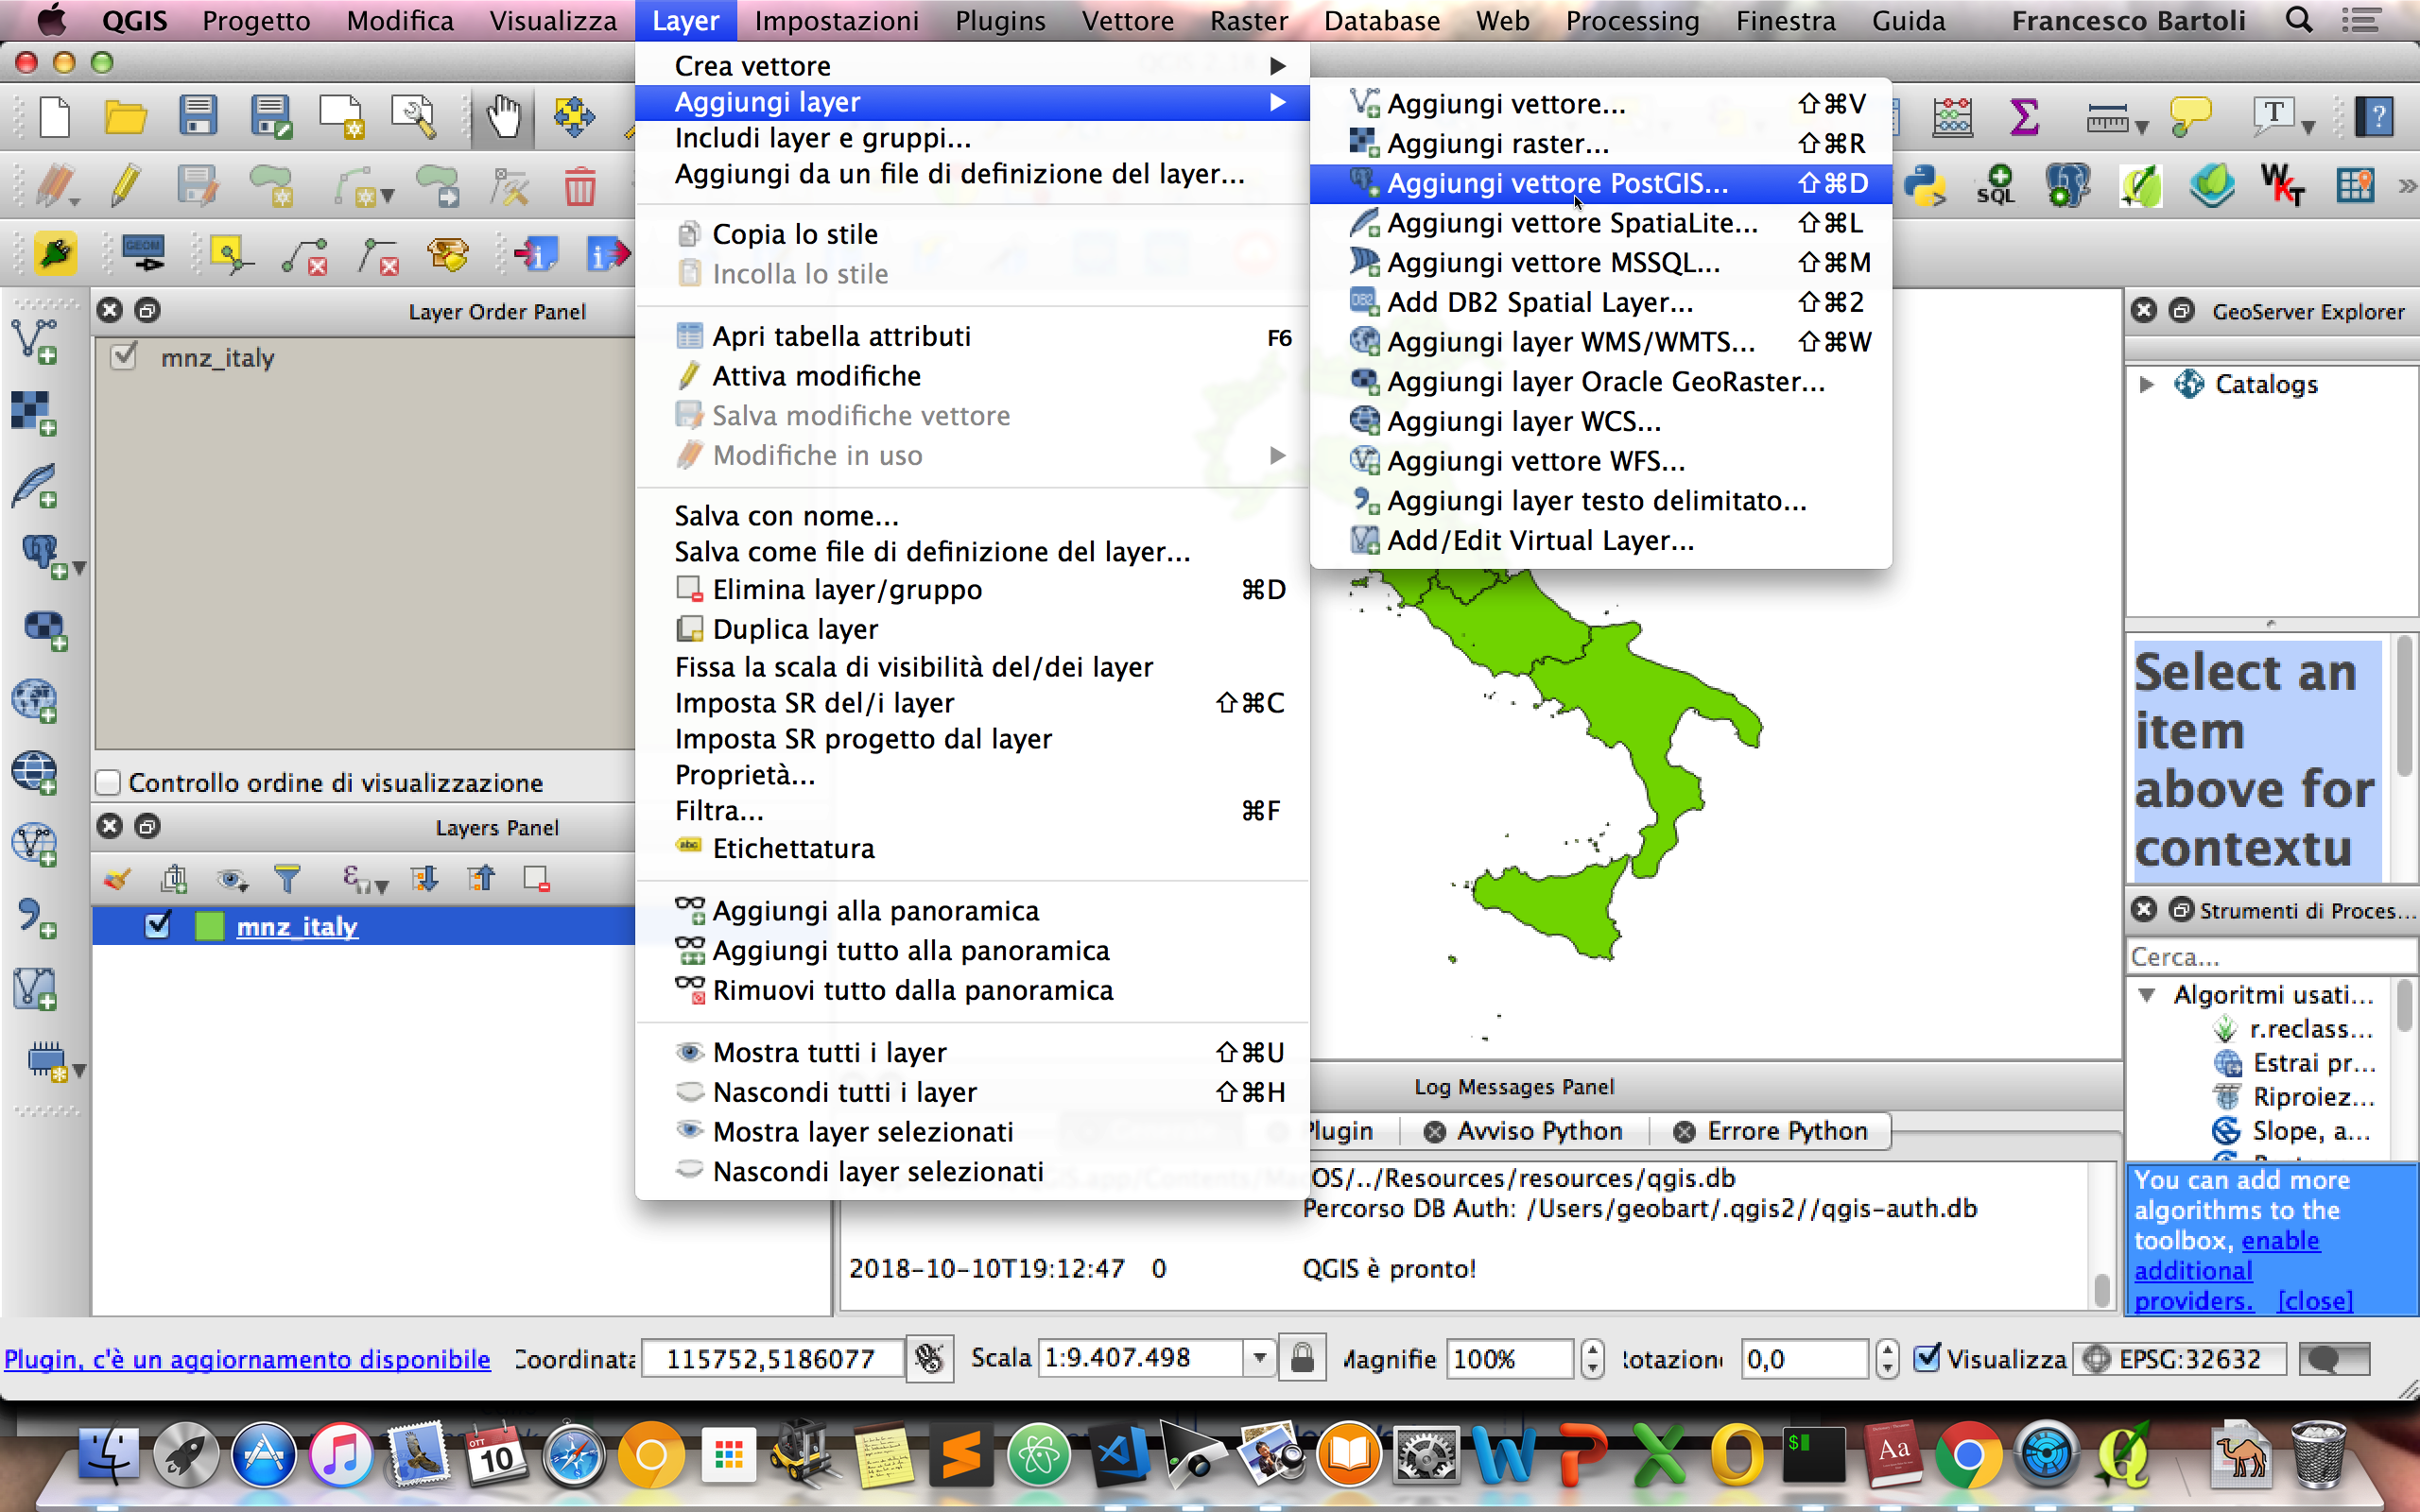 QGIS Progetto Modifica Visualizza Layer Impostazioni Plugins Vettore Raster Database Web Processing Finestra Guida Francesco Bartoli
Crea vettore
Aggiungi layer
Includi layer e gruppi...
Aggiungi da un file di definizione del layer...
Copia lo stile
Incolla lo stile
Apri tabella attributi F6
Attiva modifiche
Salva modifiche vettore
Modifiche in uso
Salva con nome...
Salva come file di definizione del layer...
Elimina layer/gruppo ⌘D
Duplica layer
Fissa la scala di visibilità del/dei layer
Imposta SR del/i layer ⇧⌘C
Imposta SR progetto dal layer
Proprietà...
Filtra... ⌘F
abc Etichettatura
Aggiungi alla panoramica
Aggiungi tutto alla panoramica
Rimuovi tutto dalla panoramica
Mostra tutti i layer ⇧⌘U
Nascondi tutti i layer ⇧⌘H
Mostra layer selezionati
Nascondi layer selezionati
Aggiungi vettore... ⇧⌘V
Aggiungi raster... ⇧⌘R
Aggiungi vettore PostGIS... ⇧⌘D
Aggiungi vettore SpatiaLite... ⇧⌘L
Aggiungi vettore MSSQL... ⇧⌘M
DB2 Add DB2 Spatial Layer... ⇧⌘2
Aggiungi layer WMS/WMTS... ⇧⌘W
Aggiungi layer Oracle GeoRaster...
Aggiungi layer WCS...
Aggiungi vettore WFS...
Aggiungi layer testo delimitato...
Add/Edit Virtual Layer...
T
SQL
WKT
GEOM
Layer Order Panel
mnz_italy
Controllo ordine di visualizzazione
Layers Panel
mnz_italy
GeoServer Explorer
Catalogs
Select an
item
above for
contextu
Strumenti di Proces...
Cerca...
Algoritmi usati...
r.reclass...
Estrai pr...
Riproiez...
Slope, a...
You can add more
algorithms to the
toolbox, enable
additional
providers. [close]
Log Messages Panel
Plugin Avviso Python Errore Python
OS/../Resources/resources/qgis.db
Percorso DB Auth: /Users/geobart/.qgis2//qgis-auth.db
2018-10-10T19:12:47 0 QGIS è pronto!
Plugin, c'è un aggiornamento disponibile Coordinata 115752,5186077 Scala 1:9.407.498 Magnifie 100% Rotazion 0,0 Visualizza EPSG:32632
OTT
10
$
Aa